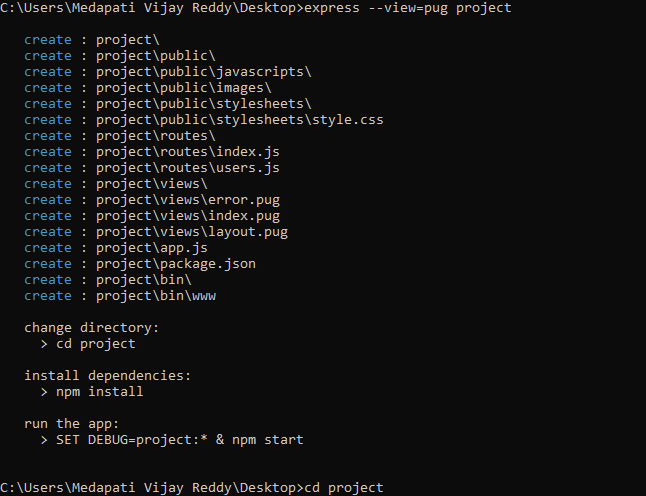 C:\Users\Medapati Vijay Reddy\Desktop>express --view=pug project
create : project\
create : project\public\
create : project\public\javascripts\
create : project\public\images\
create : project\public\stylesheets\
create : project\public\stylesheets\style.css
create : project\routes\
create : project\routes\index.js
create : project\routes\users.js
create : project\views\
create : project\views\error.pug
create : project\views\index.pug
create : project\views\layout.pug
create : project\app.js
create : project\package.json
create : project\bin\
create : project\bin\www
change directory:
> cd project
install dependencies:
> npm install
run the app:
> SET DEBUG=project:* & npm start
C:\Users\Medapati Vijay Reddy\Desktop>cd project